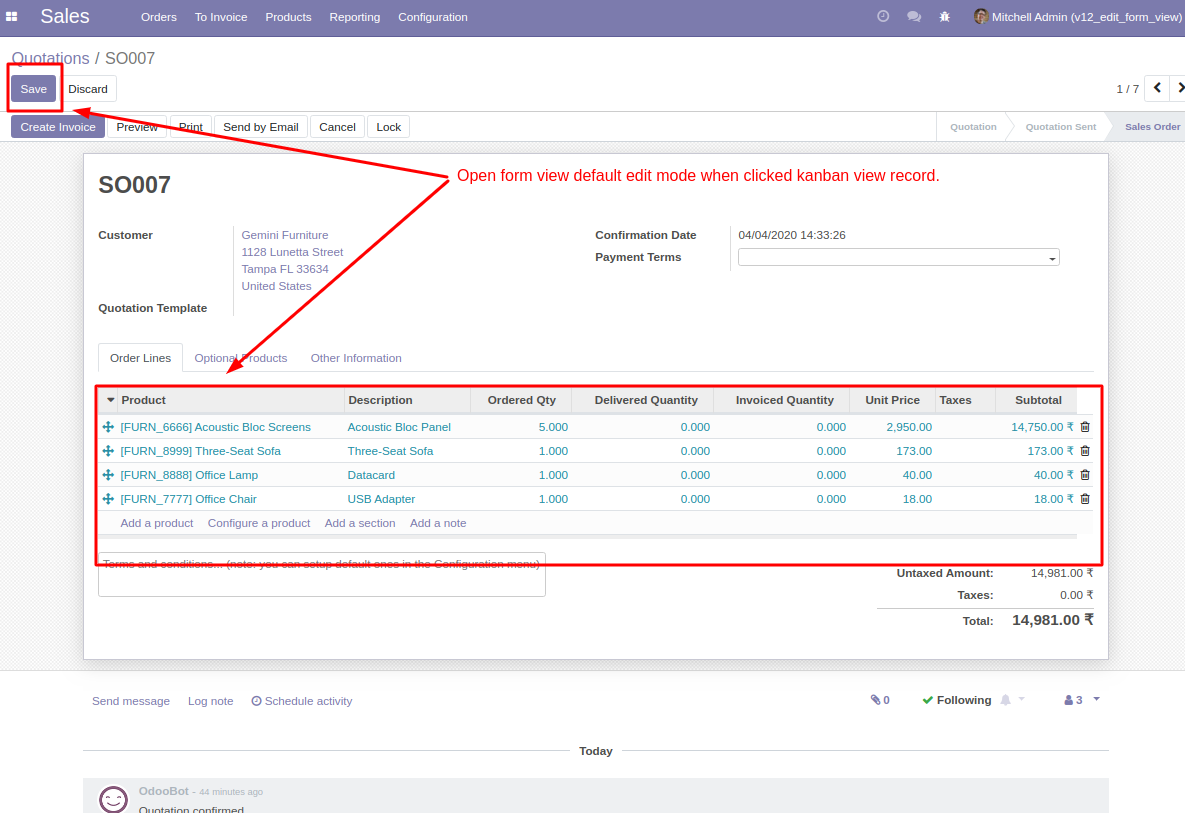 Sales Orders To Invoice Products Reporting Configuration Mitchell Admin (v12_edit_form_view)
Quotations / SO007
Save Discard 1 / 7
Create Invoice Preview Print Send by Email Cancel Lock Quotation Quotation Sent Sales Order
SO007
Open form view default edit mode when clicked kanban view record.
Customer Gemini Furniture Confirmation Date 04/04/2020 14:33:26
1128 Lunetta Street Payment Terms
Tampa FL 33634
United States
Quotation Template
Order Lines Optional Products Other Information
Product Description Ordered Qty Delivered Quantity Invoiced Quantity Unit Price Taxes Subtotal
[FURN_6666] Acoustic Bloc Screens Acoustic Bloc Panel 5.000 0.000 0.000 2,950.00 14,750.00 ₹
[FURN_8999] Three-Seat Sofa Three-Seat Sofa 1.000 0.000 0.000 173.00 173.00 ₹
[FURN_8888] Office Lamp Datacard 1.000 0.000 0.000 40.00 40.00 ₹
[FURN_7777] Office Chair USB Adapter 1.000 0.000 0.000 18.00 18.00 ₹
Add a product Configure a product Add a section Add a note
Terms and conditions... (note: you can setup default ones in the Configuration menu)
Untaxed Amount: 14,981.00 ₹
Taxes: 0.00 ₹
Total: 14,981.00 ₹
Send message Log note Schedule activity 0 Following 3
Today
OdooBot - 44 minutes ago
Quotation confirmed